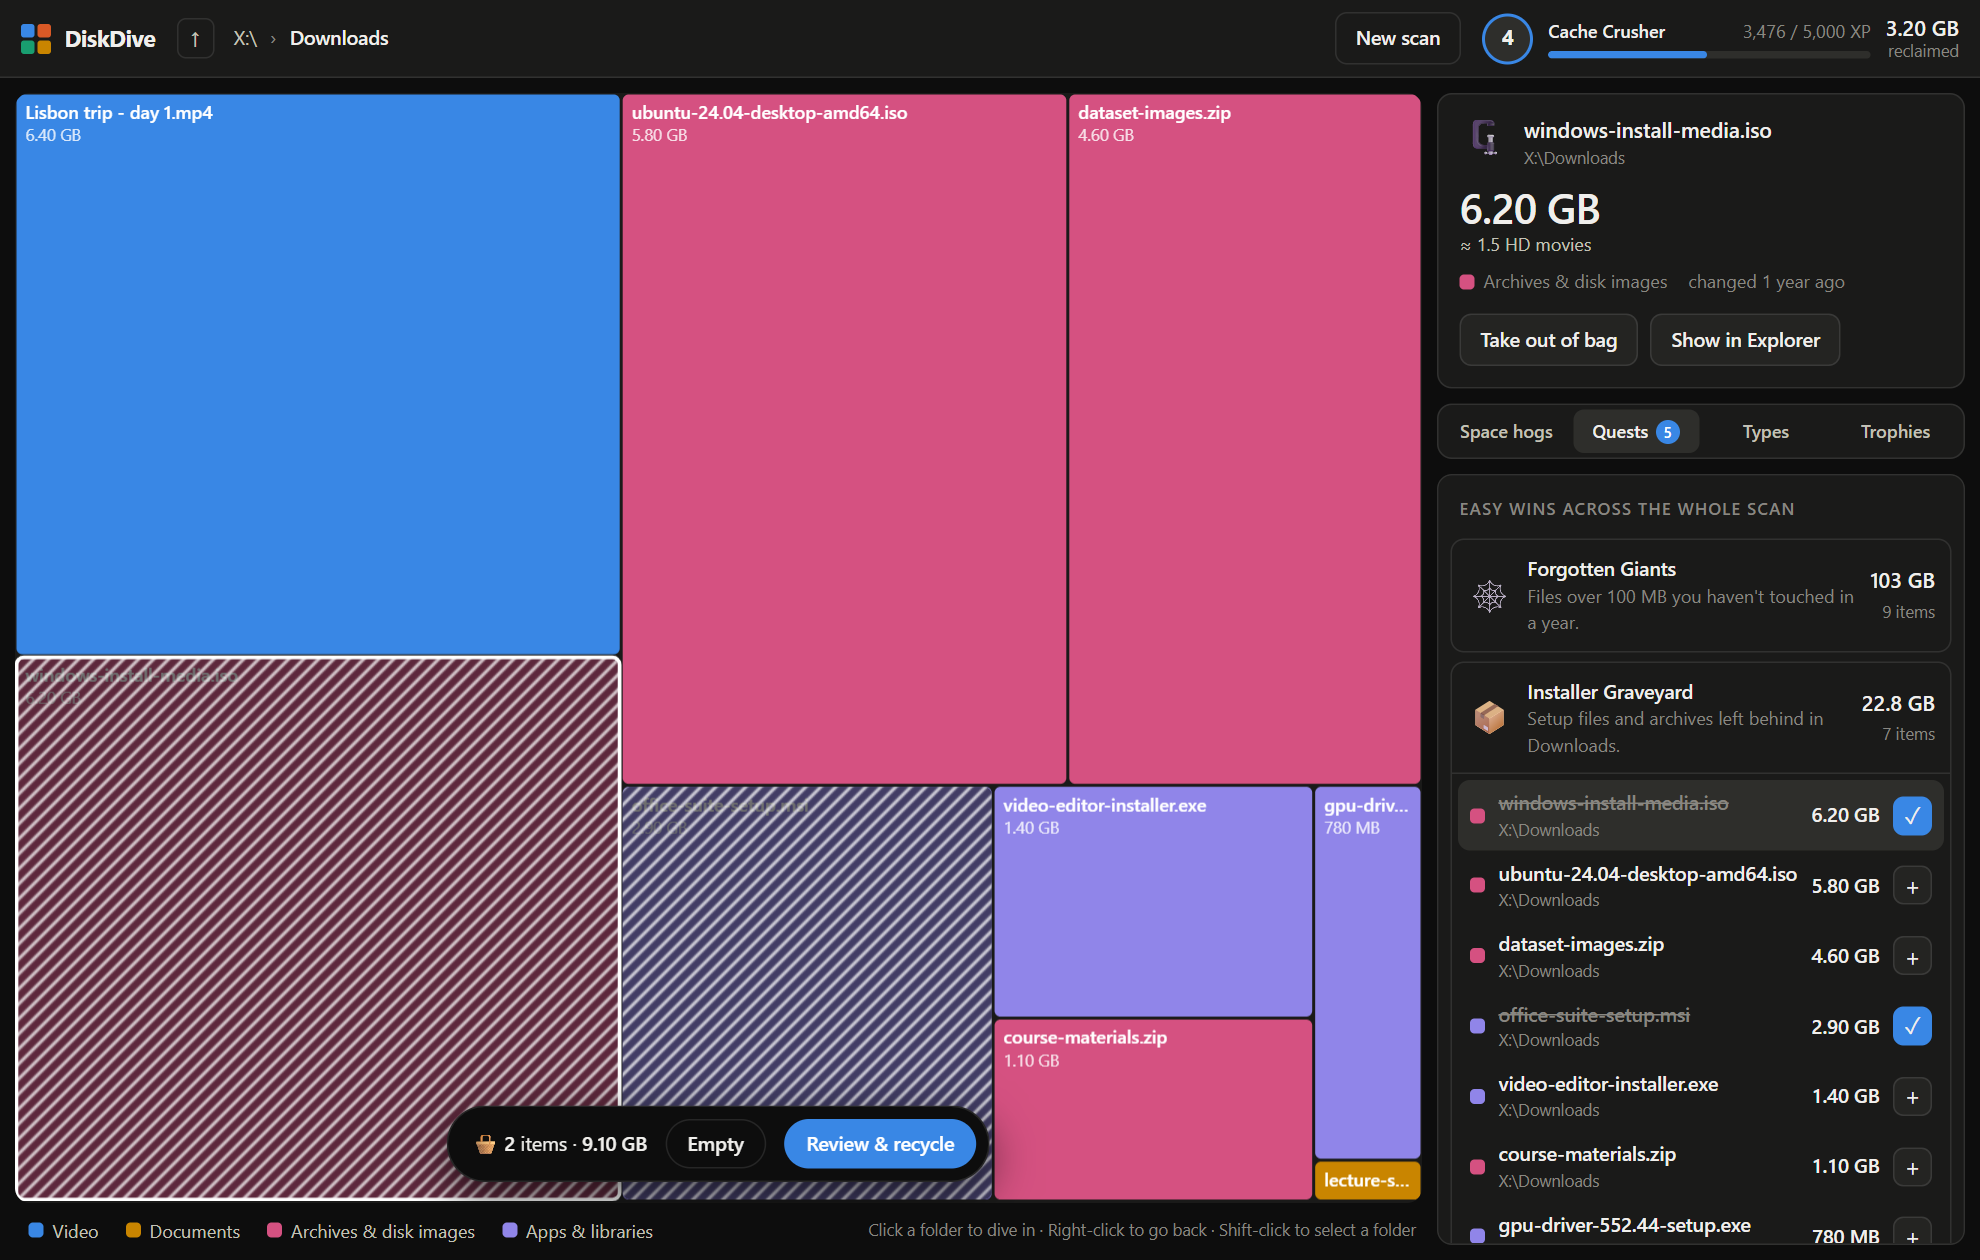 DiskDive
↑
X:\ › Downloads
New scan
4
Cache Crusher
3,476 / 5,000 XP
3.20 GB
reclaimed
Lisbon trip - day 1.mp4
6.40 GB
ubuntu-24.04-desktop-amd64.iso
5.80 GB
dataset-images.zip
4.60 GB
windows-install-media.iso
6.20 GB
office-suite-setup.msi
2.90 GB
video-editor-installer.exe
1.40 GB
gpu-driv...
780 MB
course-materials.zip
1.10 GB
lecture-s...
2 items · 9.10 GB
Empty
Review & recycle
Video
Documents
Archives & disk images
Apps & libraries
Click a folder to dive in · Right-click to go back · Shift-click to select a folder
windows-install-media.iso
X:\Downloads
6.20 GB
≈ 1.5 HD movies
Archives & disk images
changed 1 year ago
Take out of bag
Show in Explorer
Space hogs
Quests 5
Types
Trophies
EASY WINS ACROSS THE WHOLE SCAN
Forgotten Giants
Files over 100 MB you haven't touched in
a year.
103 GB
9 items
Installer Graveyard
Setup files and archives left behind in
Downloads.
22.8 GB
7 items
windows-install-media.iso
X:\Downloads
6.20 GB
✓
ubuntu-24.04-desktop-amd64.iso
X:\Downloads
5.80 GB
+
dataset-images.zip
X:\Downloads
4.60 GB
+
office-suite-setup.msi
X:\Downloads
2.90 GB
✓
video-editor-installer.exe
X:\Downloads
1.40 GB
+
course-materials.zip
X:\Downloads
1.10 GB
+
gpu-driver-552.44-setup.exe
780 MB
+